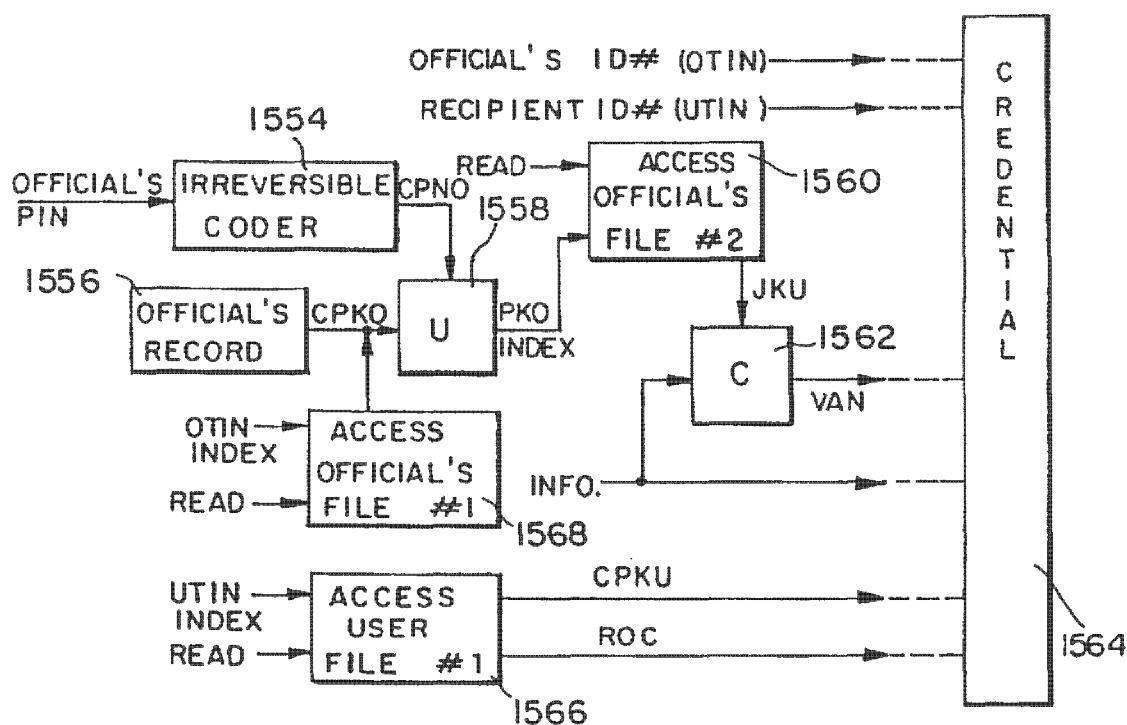 OFFICIAL'S ID# (OTIN)
RECIPIENT ID# (UTIN)
CREDENTIAL
1554
OFFICIAL'S
PIN
IRREVERSIBLE
CODER
CPNO
1558
READ
ACCESS
OFFICIAL'S
FILE #2
1560
1556
OFFICIAL'S
RECORD
CPKO
U
PKO
INDEX
JKU
C
1562
VAN
OTIN
INDEX
READ
ACCESS
OFFICIAL'S
FILE #1
1568
INFO.
UTIN
INDEX
READ
ACCESS
USER
FILE #1
1566
CPKU
ROC
1564